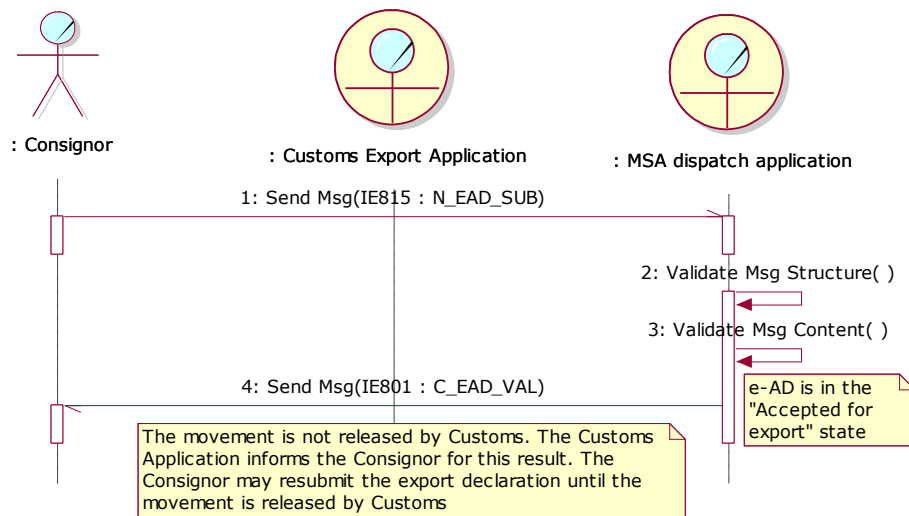 : Consignor
: Customs Export Application
: MSA dispatch application
1: Send Msg(IE815 : N_EAD_SUB)
2: Validate Msg Structure( )
3: Validate Msg Content( )
4: Send Msg(IE801 : C_EAD_VAL)
e-AD is in the
"Accepted for
export" state
The movement is not released by Customs. The Customs
Application informs the Consignor for this result. The
Consignor may resubmit the export declaration until the
movement is released by Customs